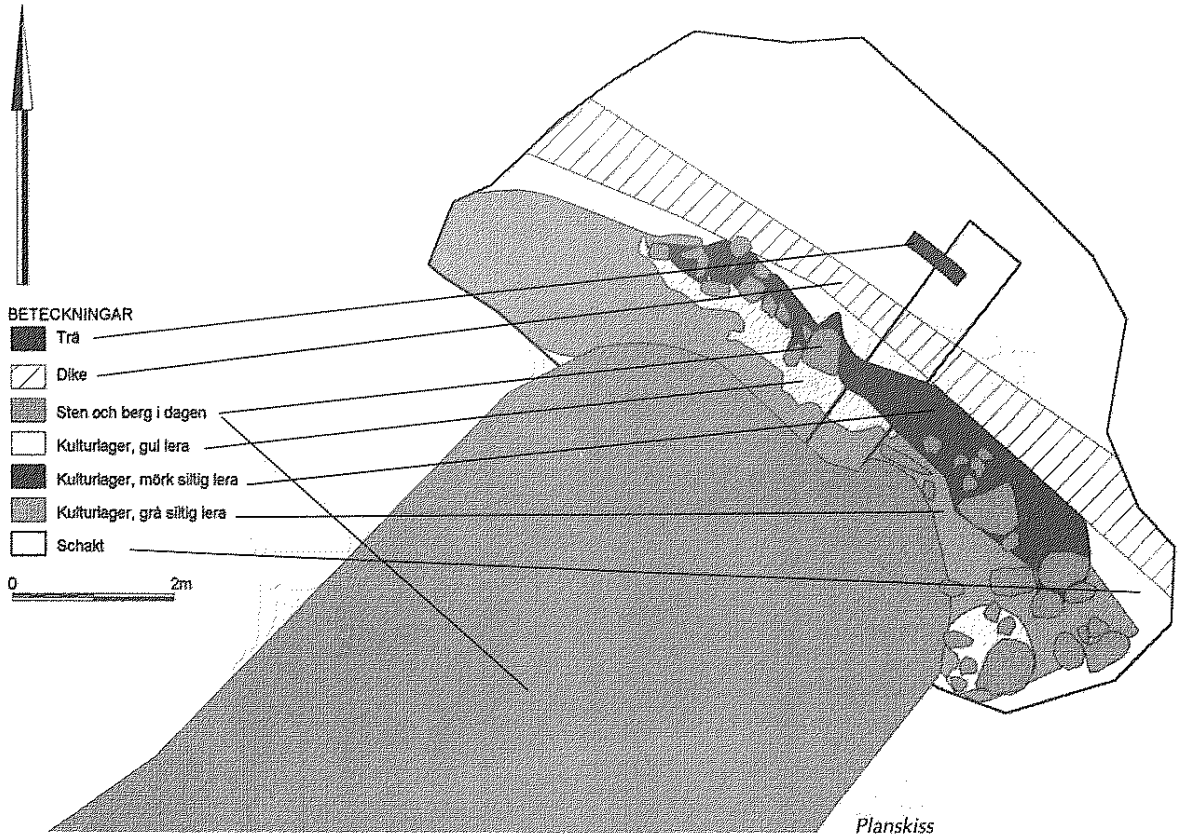 BETECKNINGAR
Trä
Dike
Sten och berg i dagen
Kulturlager, gul lera
Kulturlager, mörk siltig lera
Kulturlager, grå siltig lera
Schakt
0 2m
Planskiss